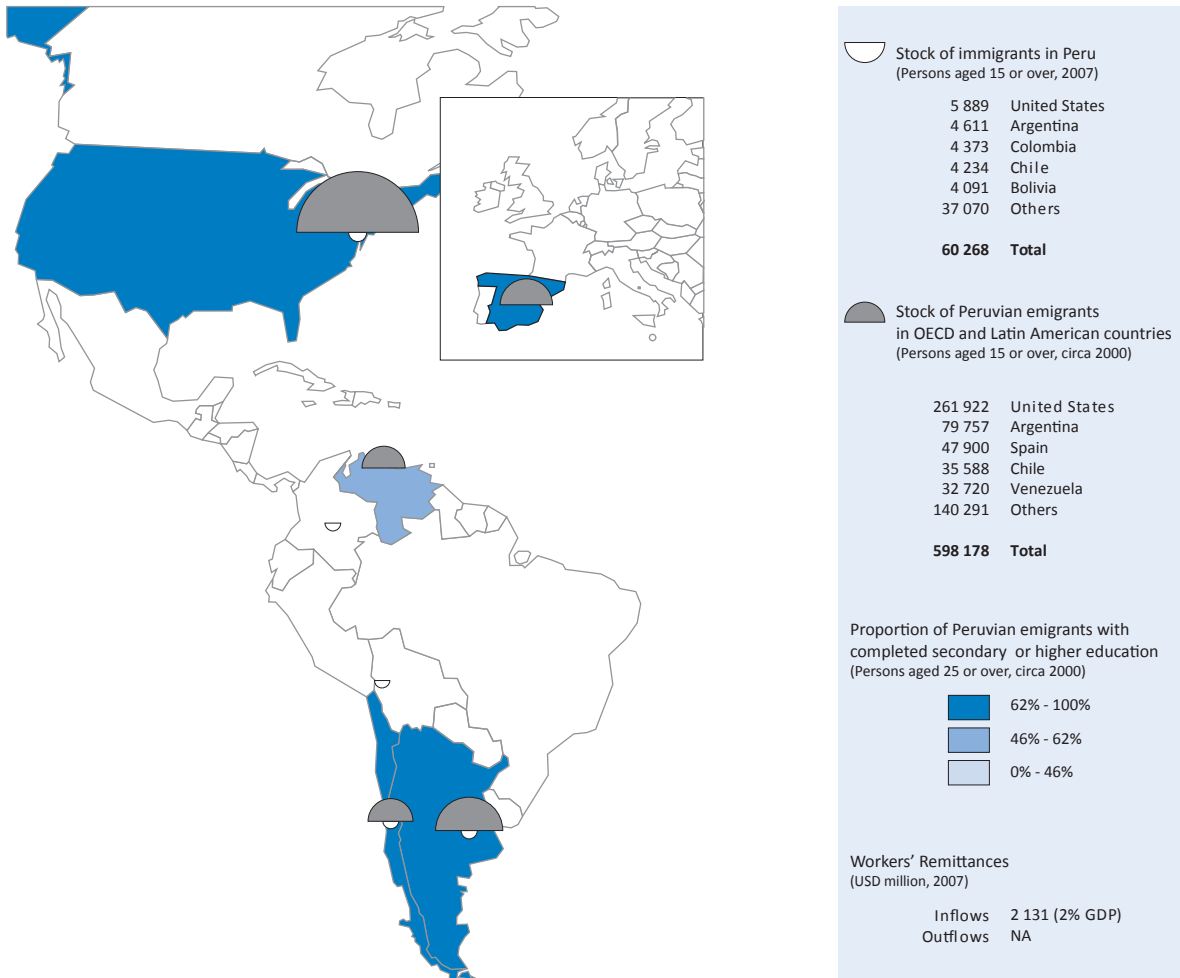 Stock of immigrants in Peru
(Persons aged 15 or over, 2007)
5 889 United States
4 611 Argentina
4 373 Colombia
4 234 Chile
4 091 Bolivia
37 070 Others
60 268 Total
Stock of Peruvian emigrants
in OECD and Latin American countries
(Persons aged 15 or over, circa 2000)
261 922 United States
79 757 Argentina
47 900 Spain
35 588 Chile
32 720 Venezuela
140 291 Others
598 178 Total
Proportion of Peruvian emigrants with
completed secondary or higher education
(Persons aged 25 or over, circa 2000)
62% - 100%
46% - 62%
0% - 46%
Workers’ Remittances
(USD million, 2007)
Inflows 2 131 (2% GDP)
Outflows NA